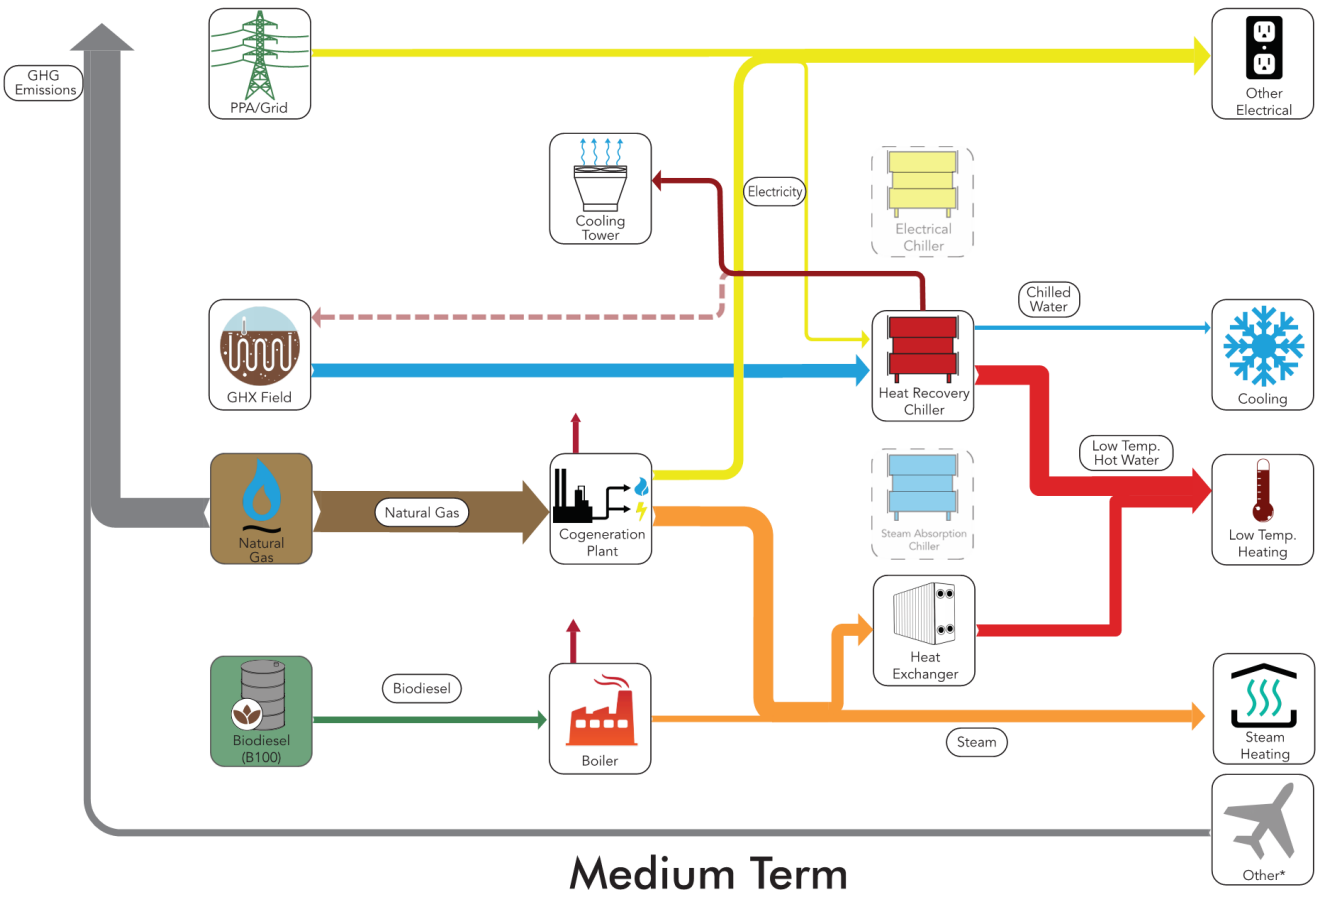 GHG
Emissions
PPA/Grid
Other
Electrical
Cooling
Tower
Electricity
Electrical
Chiller
Chilled
Water
GHX Field
Heat Recovery
Chiller
Cooling
Low Temp.
Hot Water
Natural
Gas
Natural Gas
Cogeneration
Plant
Steam Absorption
Chiller
Low Temp.
Heating
Heat
Exchanger
Biodiesel
Biodiesel
(B100)
Boiler
Steam
Steam
Heating
Other*
Medium Term